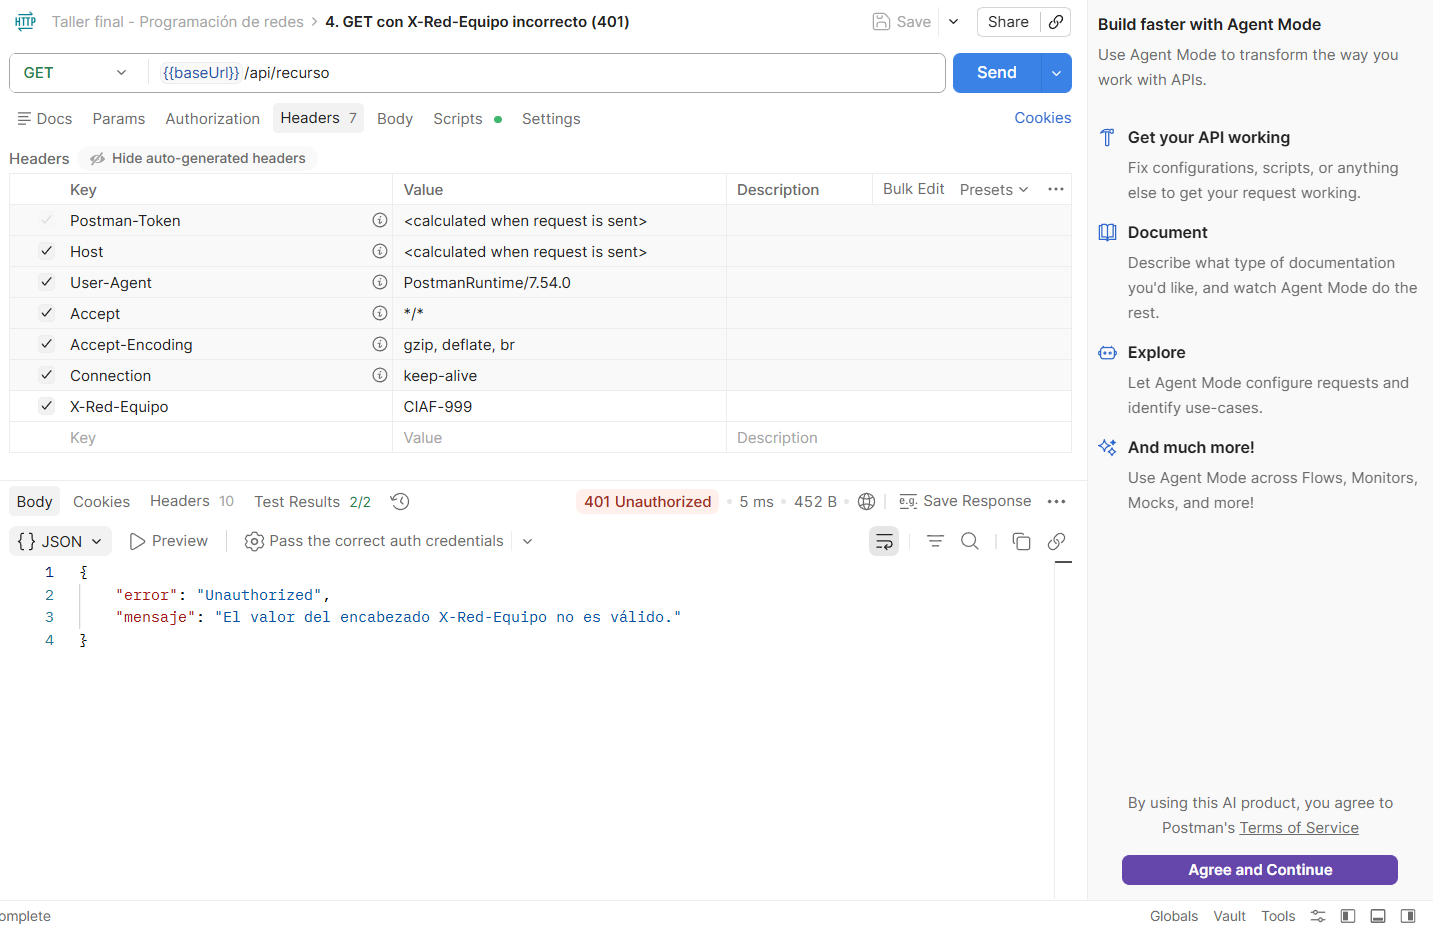 HTTP Taller final - Programación de redes > 4. GET con X-Red-Equipo incorrecto (401) Save Share
GET {{baseUrl}} /api/recurso Send
Docs Params Authorization Headers 7 Body Scripts Settings Cookies
Headers Hide auto-generated headers
Key Value Description Bulk Edit Presets
Postman-Token <calculated when request is sent>
Host <calculated when request is sent>
User-Agent PostmanRuntime/7.54.0
Accept */*
Accept-Encoding gzip, deflate, br
Connection keep-alive
X-Red-Equipo CIAF-999
Key Value Description
Body Cookies Headers 10 Test Results 2/2 401 Unauthorized 5 ms 452 B e.g. Save Response
{} JSON Preview Pass the correct auth credentials
1 {
2 "error": "Unauthorized",
3 "mensaje": "El valor del encabezado X-Red-Equipo no es válido."
4 }
Build faster with Agent Mode
Use Agent Mode to transform the way you
work with APIs.
Get your API working
Fix configurations, scripts, or anything
else to get your request working.
Document
Describe what type of documentation
you'd like, and watch Agent Mode do the
rest.
Explore
Let Agent Mode configure requests and
identify use-cases.
And much more!
Use Agent Mode across Flows, Monitors,
Mocks, and more!
By using this AI product, you agree to
Postman's Terms of Service
Agree and Continue
omplete Globals Vault Tools